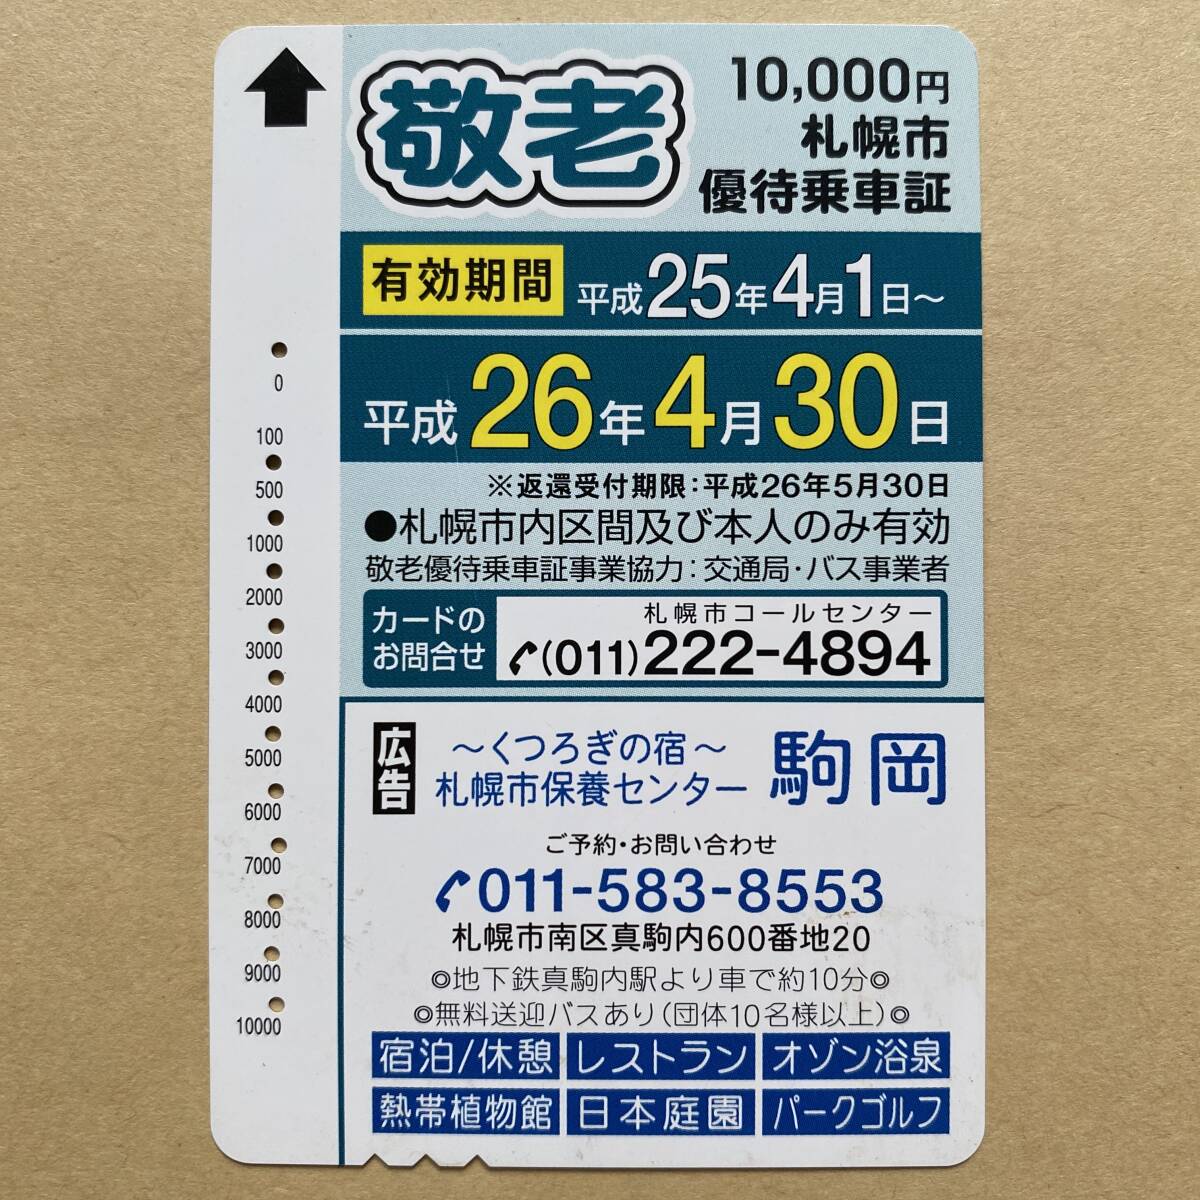 敬老
10,000円
札幌市
優待乗車証
有効期間 平成25年4月1日～
平成26年4月30日
※返還受付期限：平成26年5月30日
●札幌市内区間及び本人のみ有効
敬老優待乗車証事業協力：交通局・バス事業者
カードの
お問合せ
札幌市コールセンター
(011)222-4894
0
100
500
1000
2000
3000
4000
5000
6000
7000
8000
9000
10000
広告
～くつろぎの宿～
札幌市保養センター 駒岡
ご予約・お問い合わせ
011-583-8553
札幌市南区真駒内600番地20
◎地下鉄真駒内駅より車で約10分◎
◎無料送迎バスあり(団体10名様以上)◎
宿泊/休憩 レストラン オゾン浴泉
熱帯植物館 日本庭園 パークゴルフ